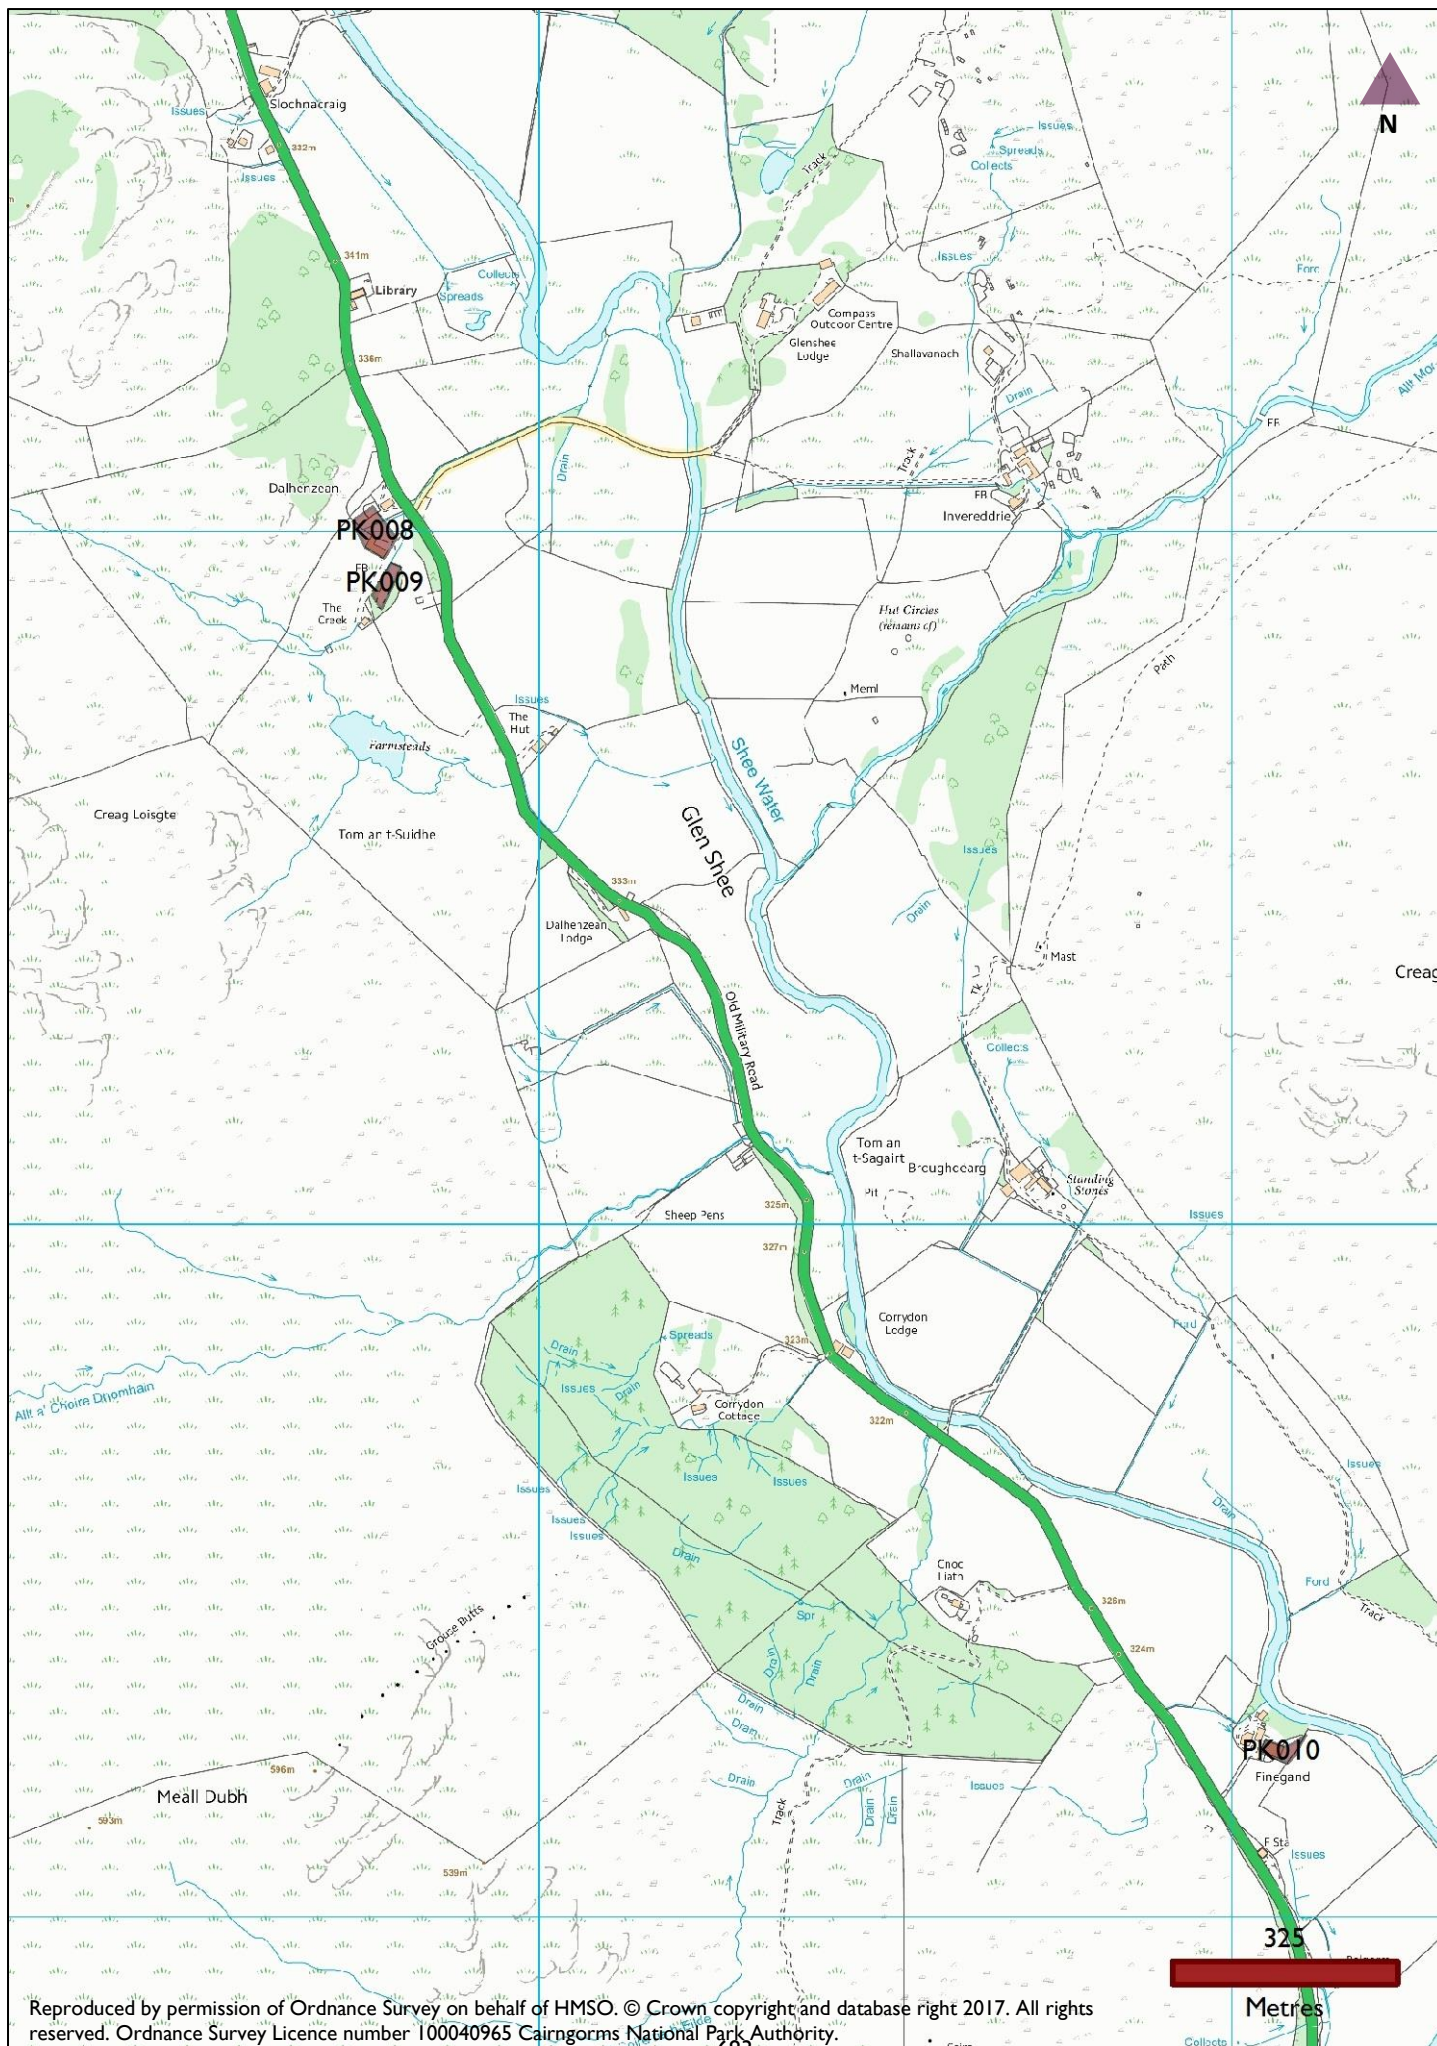 Slochnacraig
Issues
332m
Issues
Track
Issues
Spreads
Collects
N
341m
Library
Collects
Spreads
Issues
Ford
Compass
Outdoor Centre
Glenshee
Lodge
Shallavanach
336m
Drain
Allt Mor
FB
Dalhenzean
Drain
Track
FB
Invereddrie
PK008
FB
PK009
The
Creek
Hut Circles
(remains of)
Path
Meml
Issues
The
Hut
Farmsteads
Shee Water
Creag Loisgte
Tom an t-Suidhe
Glen Shee
Issues
333m
Drain
Dalhenzean
Lodge
Mast
Creag
Tk
Old Military Road
Collects
Tom an
t-Sagairt
Broughdearg
Standing
Stones
Pit
325m
Sheep Pens
Issues
327m
Corrydon
Lodge
Ford
323m
Spreads
Drain
Issues
Drain
Allt a' Choire Dhomhain
Corrydon
Cottage
322m
Issues
Issues
Issues
Issues
Issues
Issues
Drain
Drain
Cnoc
Liath
Ford
Track
326m
Spr
Grouse Butts
324m
Drain
Drain
Drain
Drain
PK010
Finegand
596m
Meall Dubh
Drain
Drain
Issues
593m
Track
Drain
Drain
F Sta
Issues
539m
325
Metres
Reproduced by permission of Ordnance Survey on behalf of HMSO. © Crown copyright and database right 2017. All rights
reserved. Ordnance Survey Licence number 100040965 Cairngorms National Park Authority.
Collects